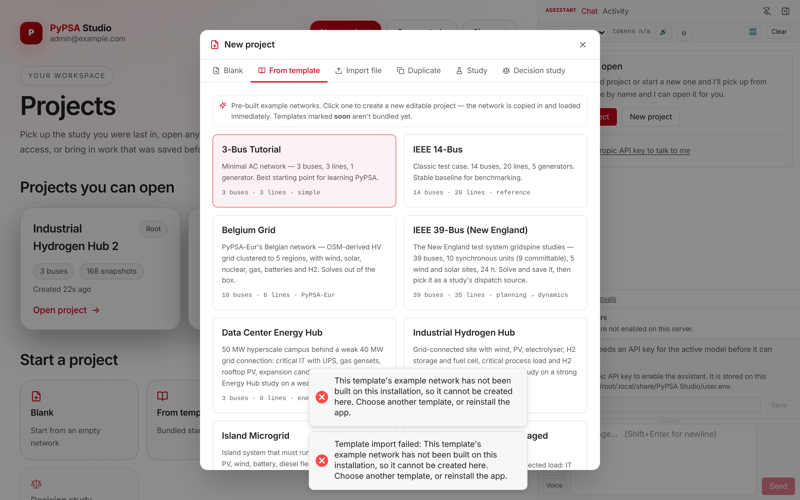 PyPSA Studio
admin@example.com
YOUR WORKSPACE
Projects
Pick up the study you were last in, open any
access, or bring in work that was saved befo
Projects you can open
Industrial
Hydrogen Hub 2
Root
3 buses
168 snapshots
Created 22s ago
Open project →
Start a project
Blank
Start from an empty
network
From temp
Bundled star
Decision study
New project
Blank
From template
Import file
Duplicate
Study
Decision study
Pre-built example networks. Click one to create a new editable project — the network is copied in and loaded
immediately. Templates marked soon aren't bundled yet.
3-Bus Tutorial
Minimal AC network — 3 buses, 3 lines, 1
generator. Best starting point for learning PyPSA.
3 buses · 3 lines · simple
IEEE 14-Bus
Classic test case. 14 buses, 20 lines, 5 generators.
Stable baseline for benchmarking.
14 buses · 20 lines · reference
Belgium Grid
PyPSA-Eur's Belgian network — OSM-derived HV
grid clustered to 5 regions, with wind, solar,
nuclear, gas, batteries and H2. Solves out of the
box.
10 buses · 6 lines · PyPSA-Eur
IEEE 39-Bus (New England)
The New England test system gridspine studies —
39 buses, 10 synchronous units (9 committable), 5
wind and solar sites, 24 h. Solve and save it, then
pick it as a study's dispatch source.
39 buses · 35 lines · planning → dynamics
Data Center Energy Hub
50 MW hyperscale campus behind a weak 40 MW
grid connection: critical IT with UPS, gas gensets,
rooftop PV, expansion cand
Energy Hub study on a wea
3 buses · 0 lines · ene
Industrial Hydrogen Hub
Grid-connected site with wind, PV, electrolyser, H2
storage and fuel cell, critical process load and H2
udy on a strong
Island Microgrid
Island system that must run
PV, wind, battery, diesel fle
aged
ected load: IT
This template's example network has not been
built on this installation, so it cannot be created
here. Choose another template, or reinstall the
app.
Template import failed: This template's
example network has not been built on this
installation, so it cannot be created here.
Choose another template, or reinstall the app.
ASSISTANT
Chat
Activity
tokens n/a
Clear
open
d project or start a new one and I'll pick up from
e by name and I can open it for you.
ct
New project
ropic API key to talk to me
ovals
rs
re not enabled on this server.
eeds an API key for the active model before it can
pic API key to enable the assistant. It is stored on this
/root/.local/share/PyPSA Studio/user.env.
Save
age... (Shift+Enter for newline)
Voice
Send